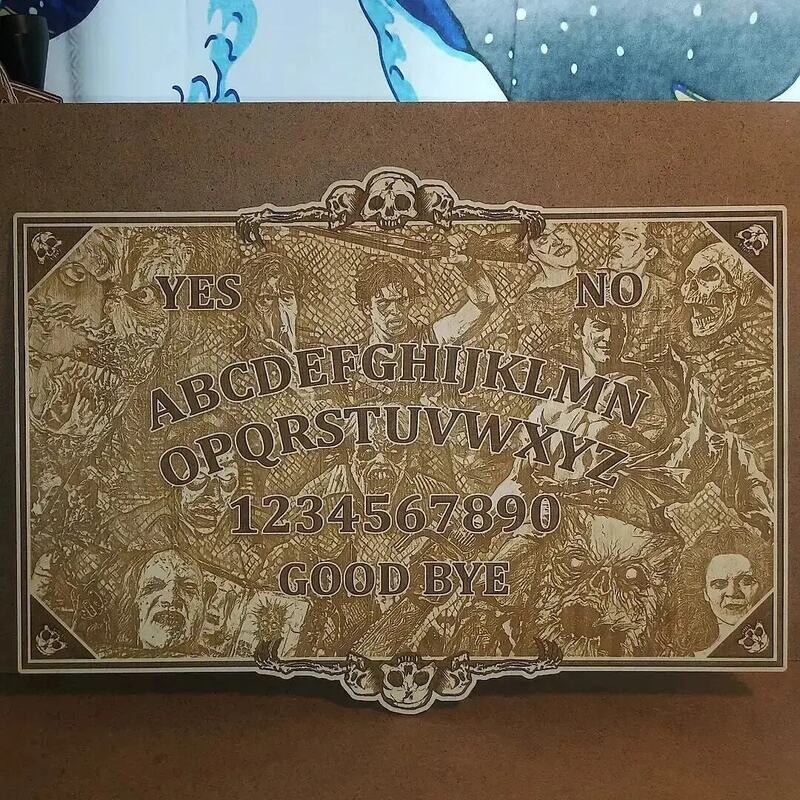 YES NO
ABCDEFGHIJKLMN
OPQRSTUVWXYZ
1234567890
GOOD BYE